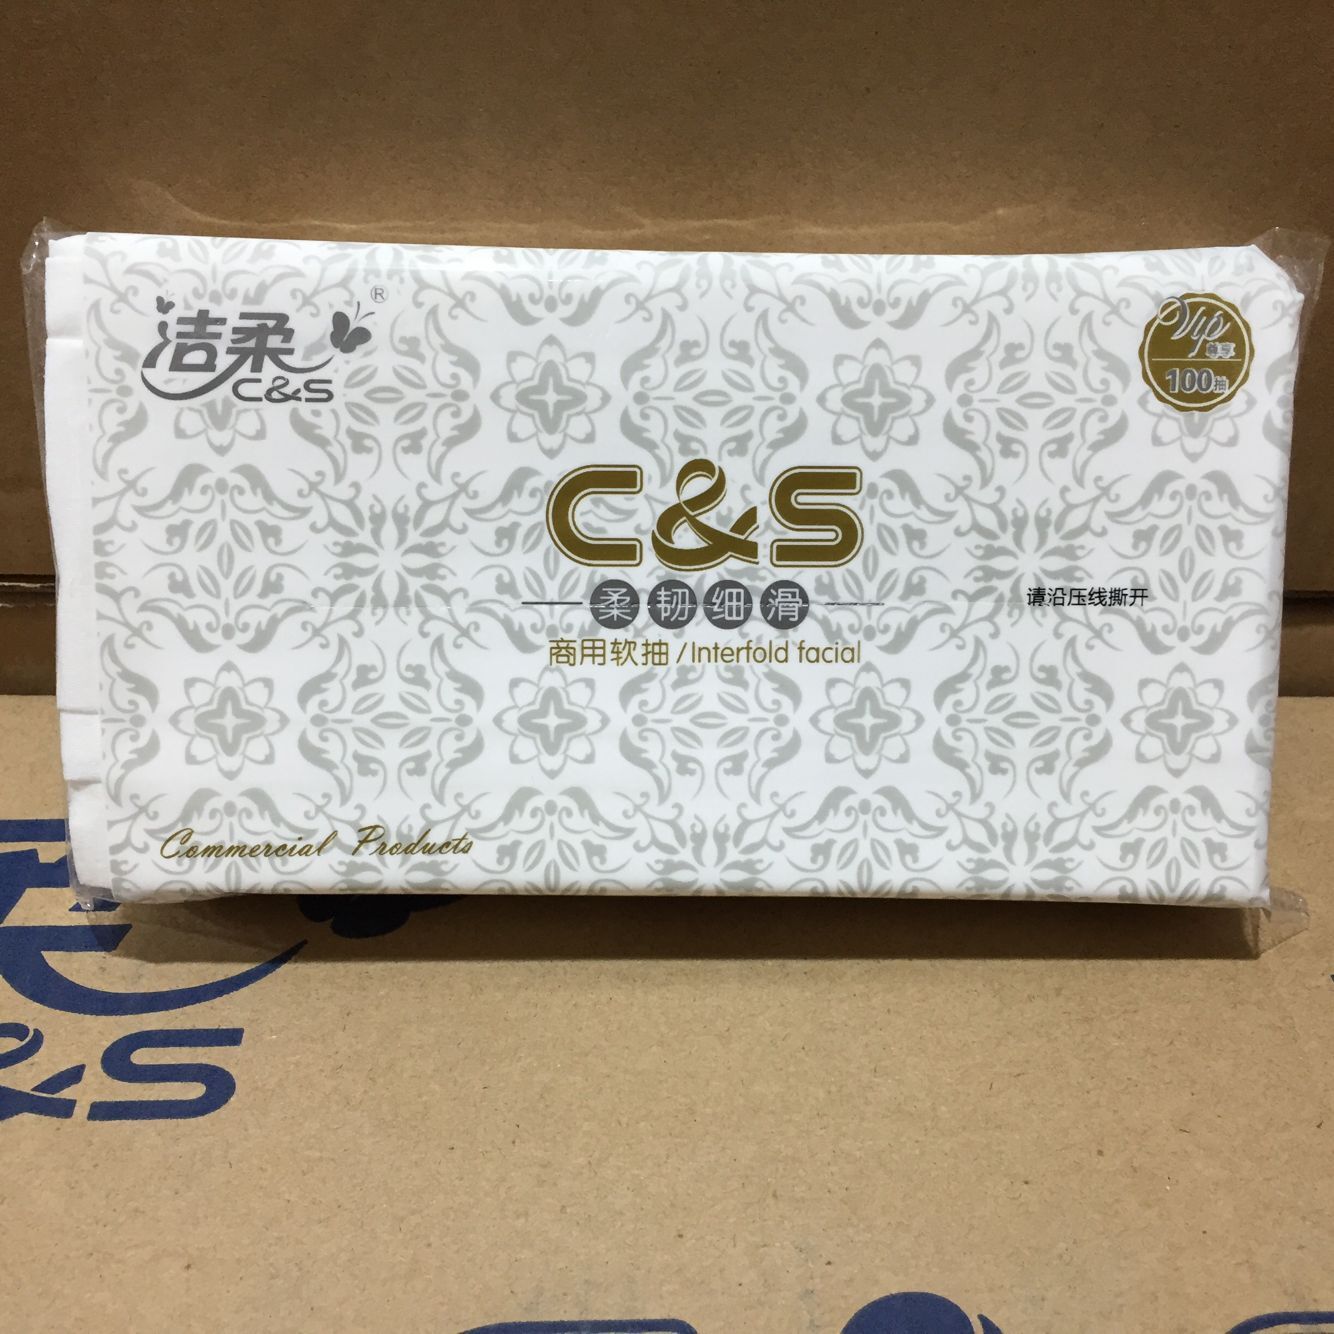 洁柔®
C&S
Vip
尊享
100抽
C&S
柔韧细滑
请沿压线撕开
商用软抽/Interfold facial
Commercial Products
&S